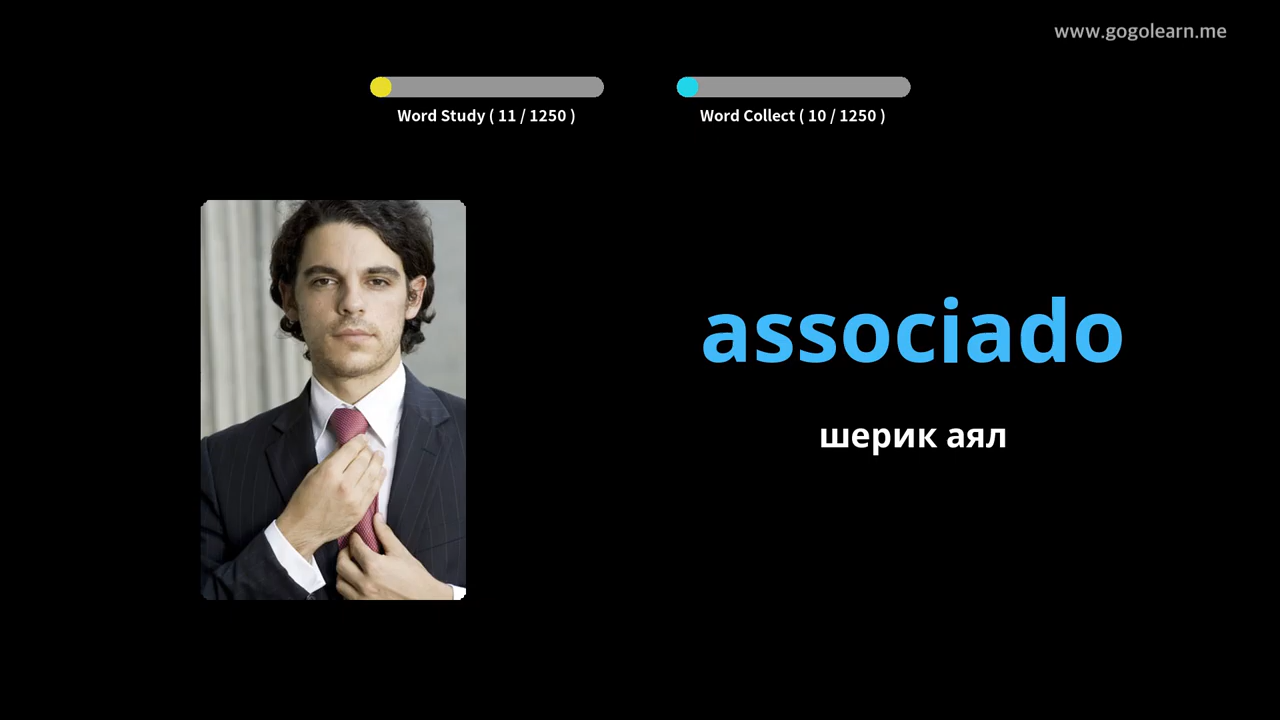 www.gogolearn.me
Word Study ( 11 / 1250 )
Word Collect ( 10 / 1250 )
associado
шерик аял